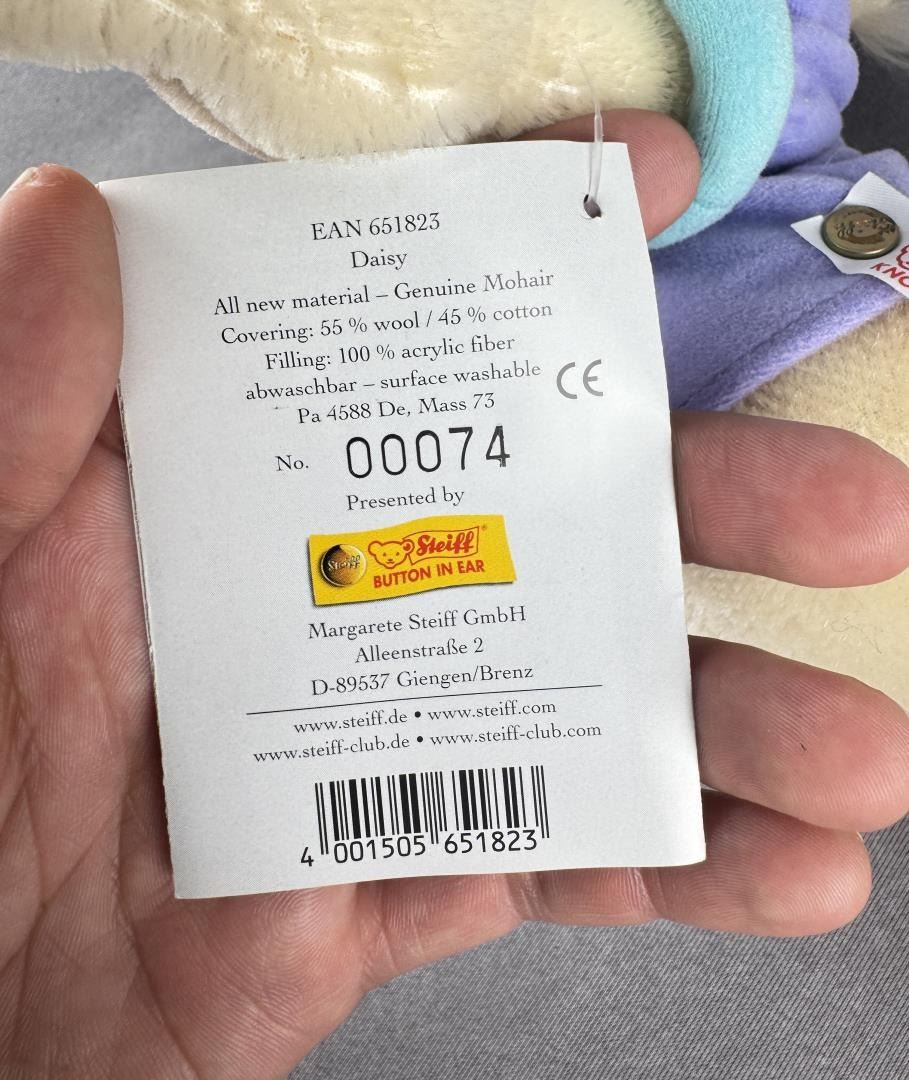 EAN 651823
Daisy
All new material – Genuine Mohair
Covering: 55 % wool / 45 % cotton
Filling: 100 % acrylic fiber
abwaschbar – surface washable CE
Pa 4588 De, Mass 73
No. 00074
Presented by
Steiff
Steiff®
BUTTON IN EAR
Margarete Steiff GmbH
Alleenstraße 2
D-89537 Giengen/Brenz
www.steiff.de • www.steiff.com
www.steiff-club.de • www.steiff-club.com
4 001505 651823